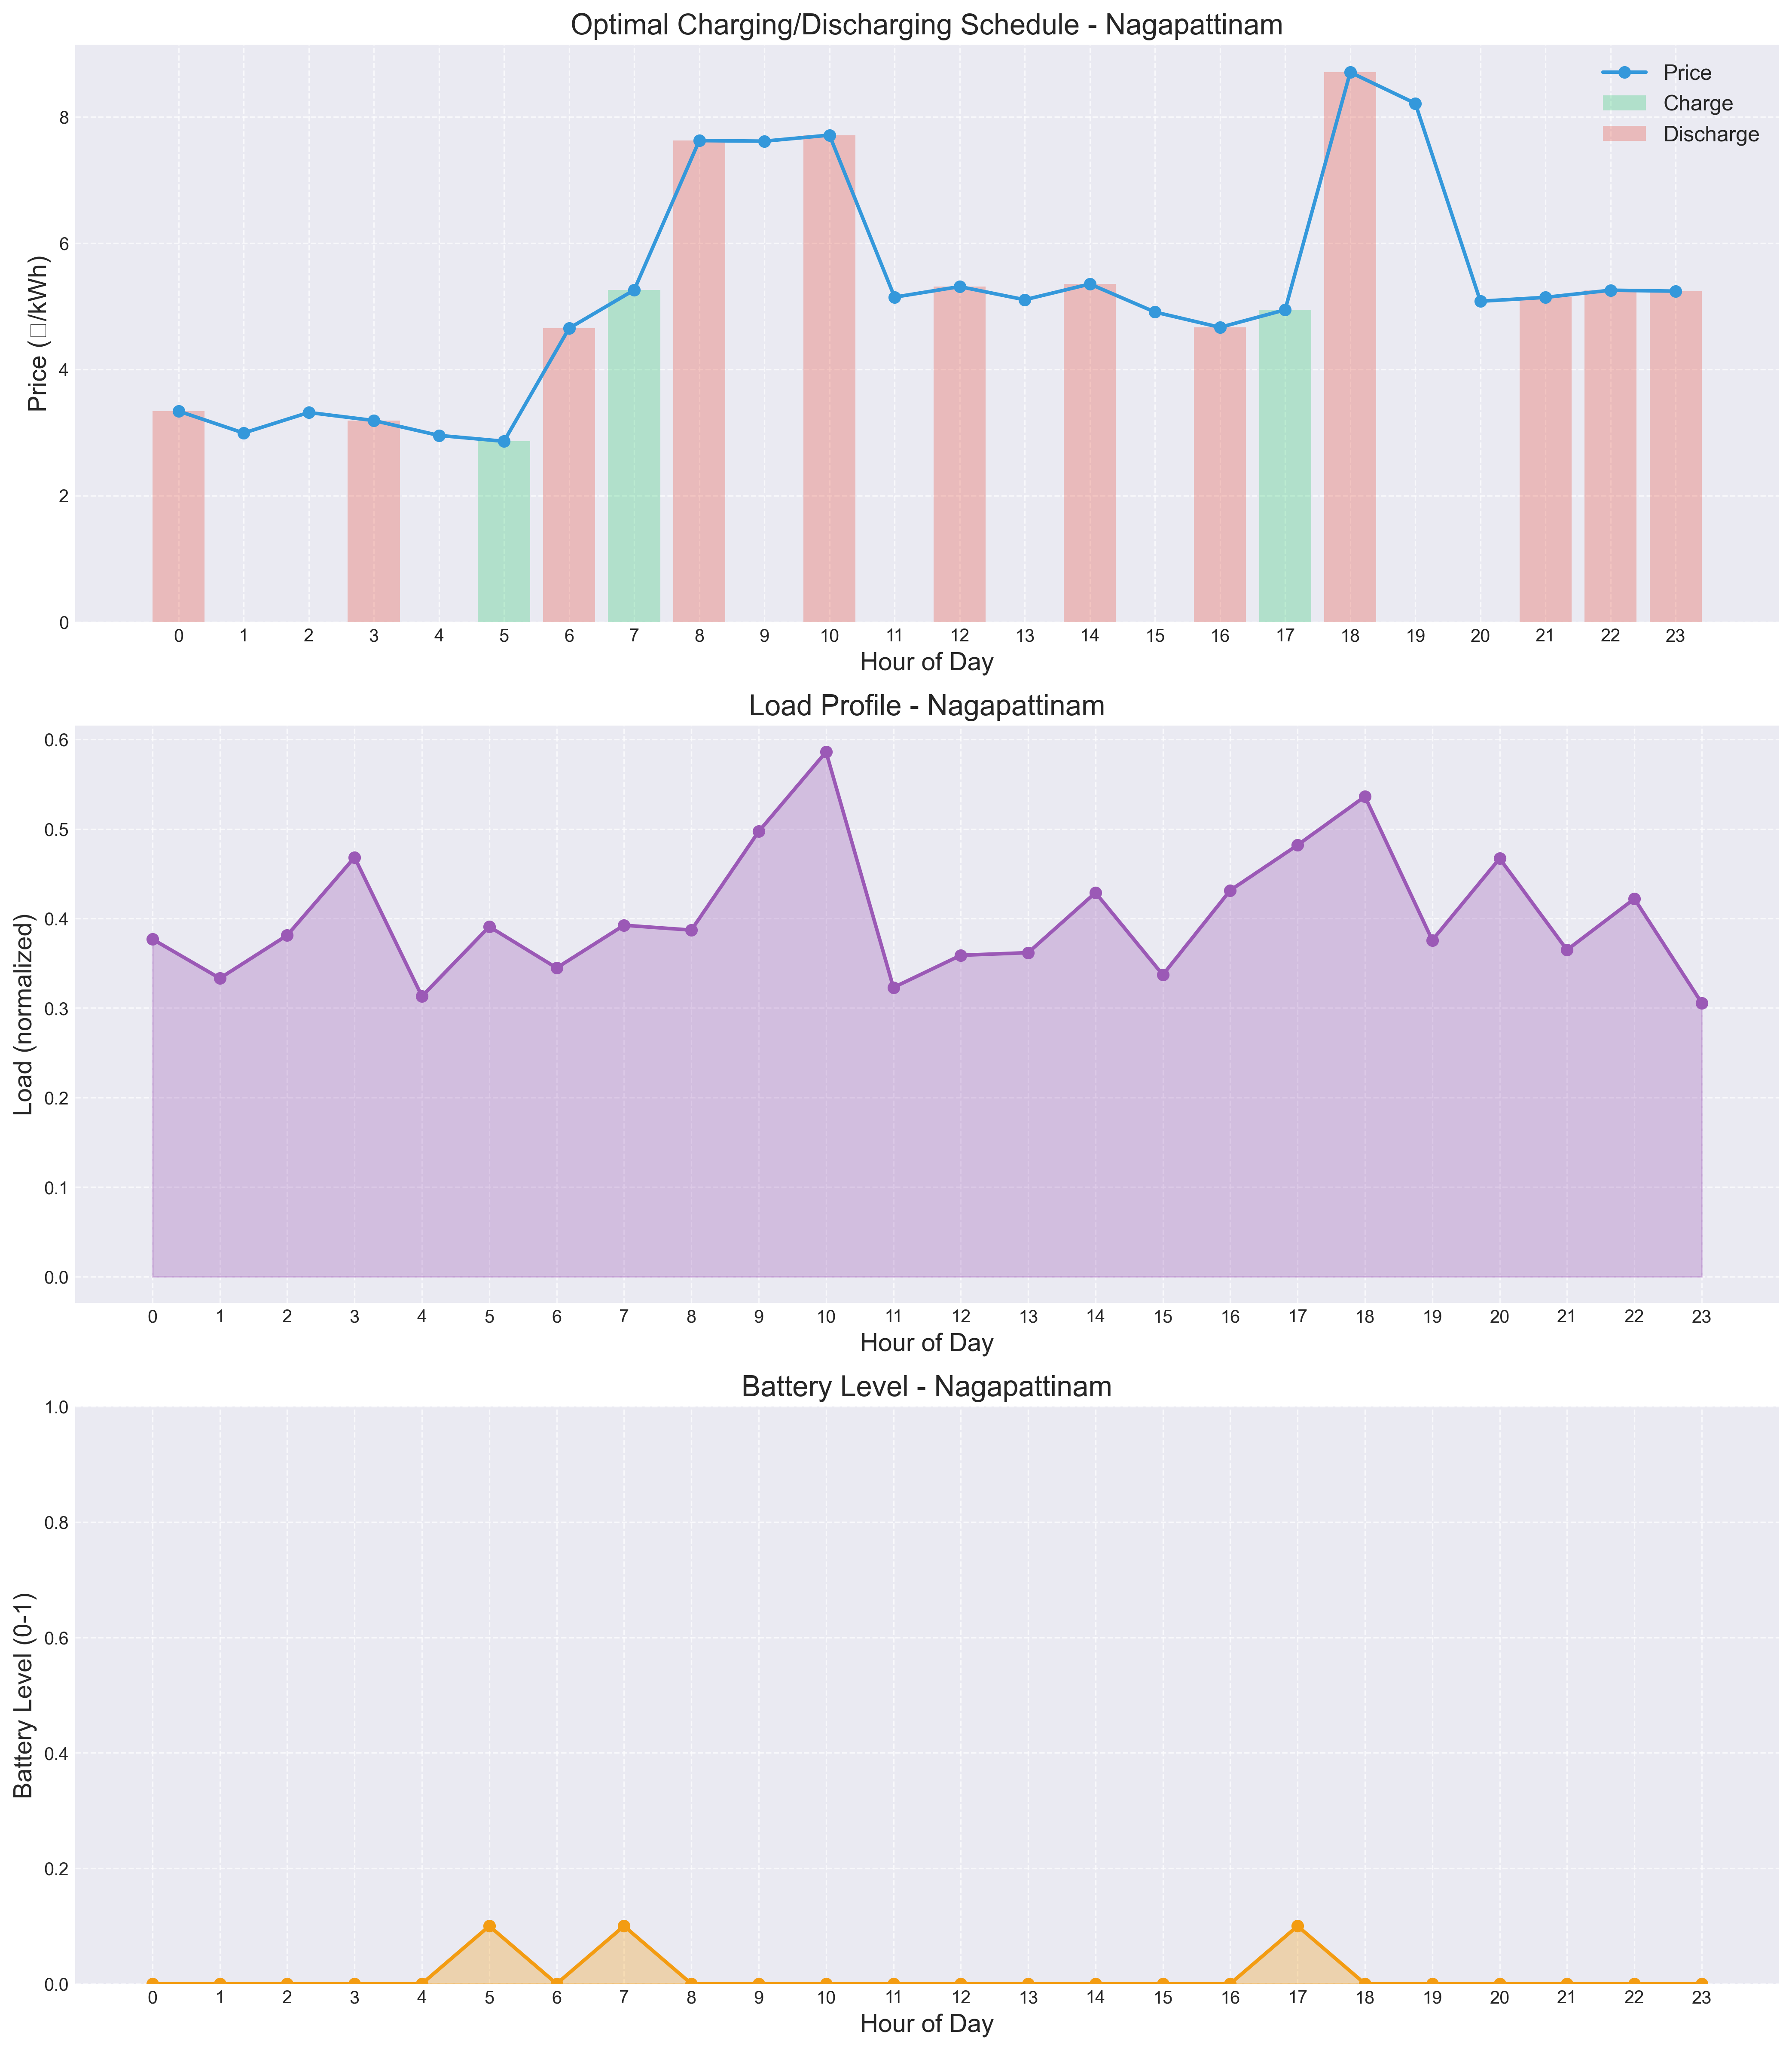 Optimal Charging/Discharging Schedule - Nagapattinam
Price
Charge
Discharge
8
6
4
2
0
Price (□/kWh)
0 1 2 3 4 5 6 7 8 9 10 11 12 13 14 15 16 17 18 19 20 21 22 23
Hour of Day
Load Profile - Nagapattinam
0.6
0.5
0.4
0.3
0.2
0.1
0.0
Load (normalized)
0 1 2 3 4 5 6 7 8 9 10 11 12 13 14 15 16 17 18 19 20 21 22 23
Hour of Day
Battery Level - Nagapattinam
1.0
0.8
0.6
0.4
0.2
0.0
Battery Level (0-1)
0 1 2 3 4 5 6 7 8 9 10 11 12 13 14 15 16 17 18 19 20 21 22 23
Hour of Day